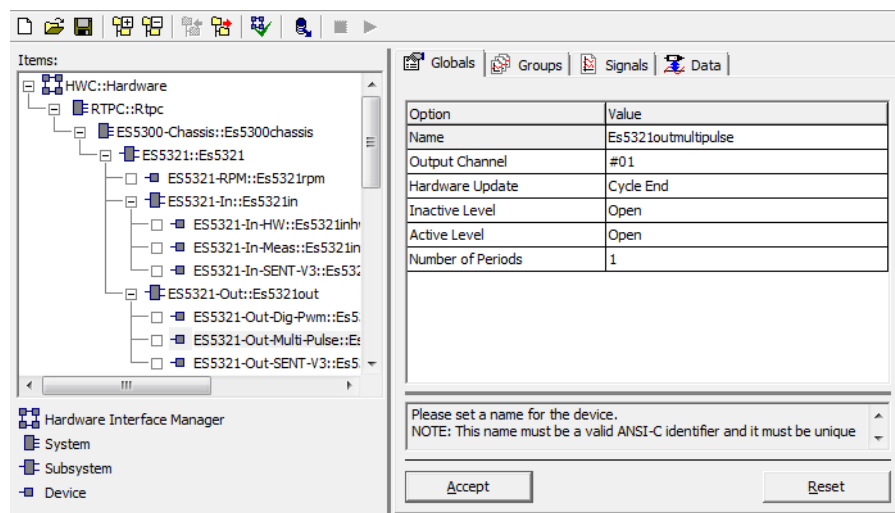 Items:
HWC::Hardware
RTPC::Rtpc
ES5300-Chassis::Es5300chassis
ES5321::Es5321
ES5321-RPM::Es5321rpm
ES5321-In::Es5321in
ES5321-In-HW::Es5321inh
ES5321-In-Meas::Es5321in
ES5321-In-SENT-V3::Es532
ES5321-Out::Es5321out
ES5321-Out-Dig-Pwm::Es5
ES5321-Out-Multi-Pulse::Es
ES5321-Out-SENT-V3::Es5
Hardware Interface Manager
System
Subsystem
Device
Globals Groups Signals Data
Option Value
Name Es5321outmultipulse
Output Channel #01
Hardware Update Cycle End
Inactive Level Open
Active Level Open
Number of Periods 1
Please set a name for the device.
NOTE: This name must be a valid ANSI-C identifier and it must be unique
Accept Reset